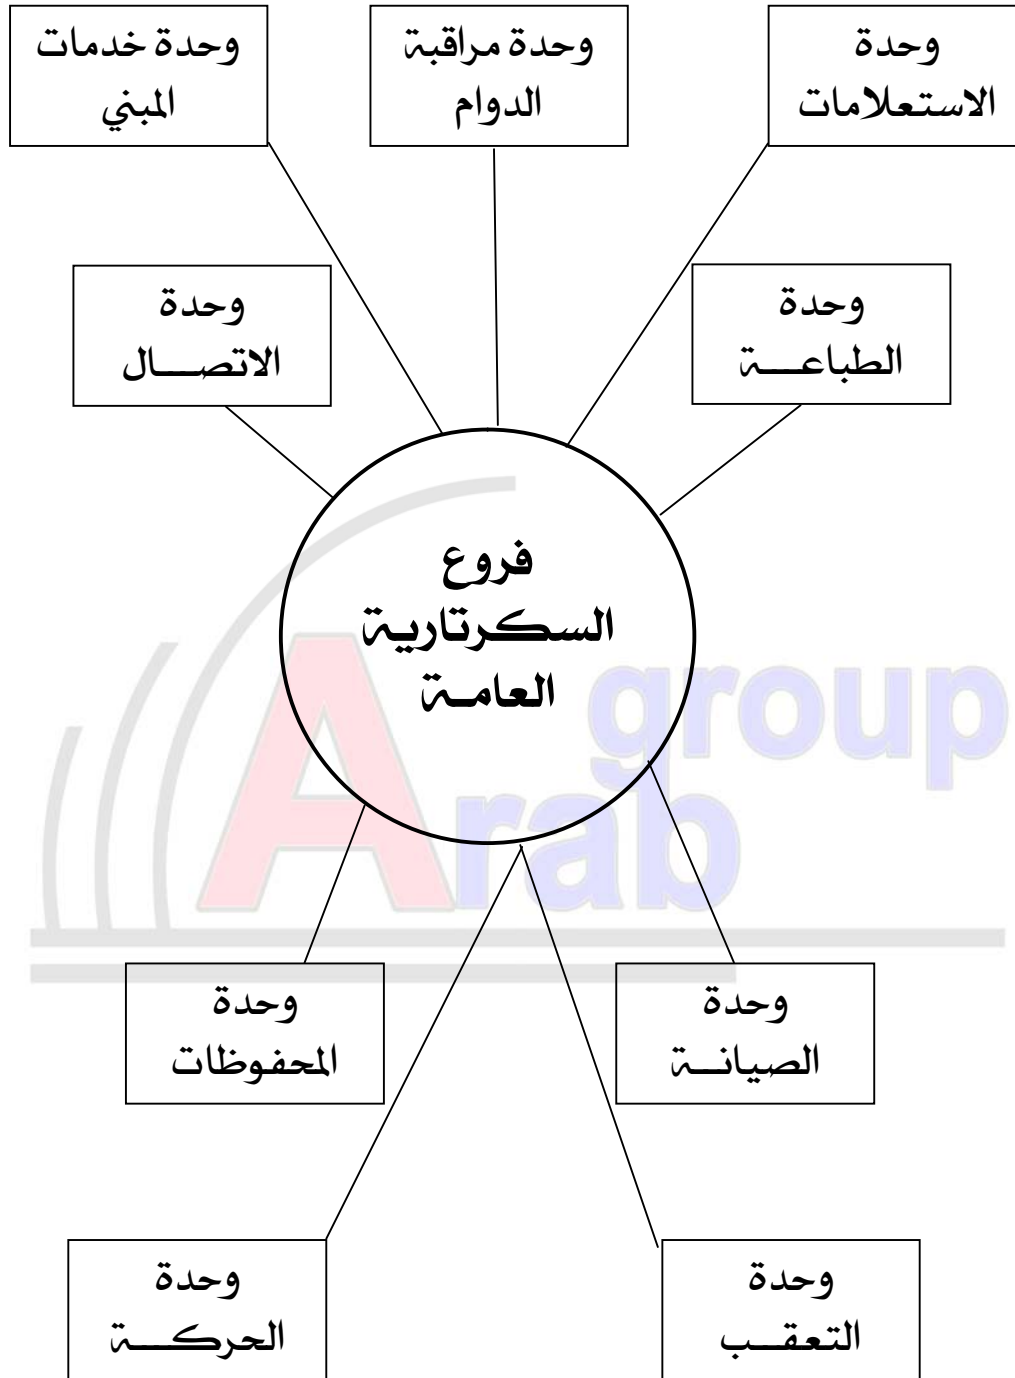 وحدة
الاستعلامات
وحدة مراقبة
الدوام
وحدة خدمات
المبني
وحدة
الطباعـــة
وحدة
الاتصـــال
فروع
السكرتارية
العامـة
group
Arab
وحدة
الصيانــة
وحدة
المحفوظات
وحدة
التعقــب
وحدة
الحركـــة